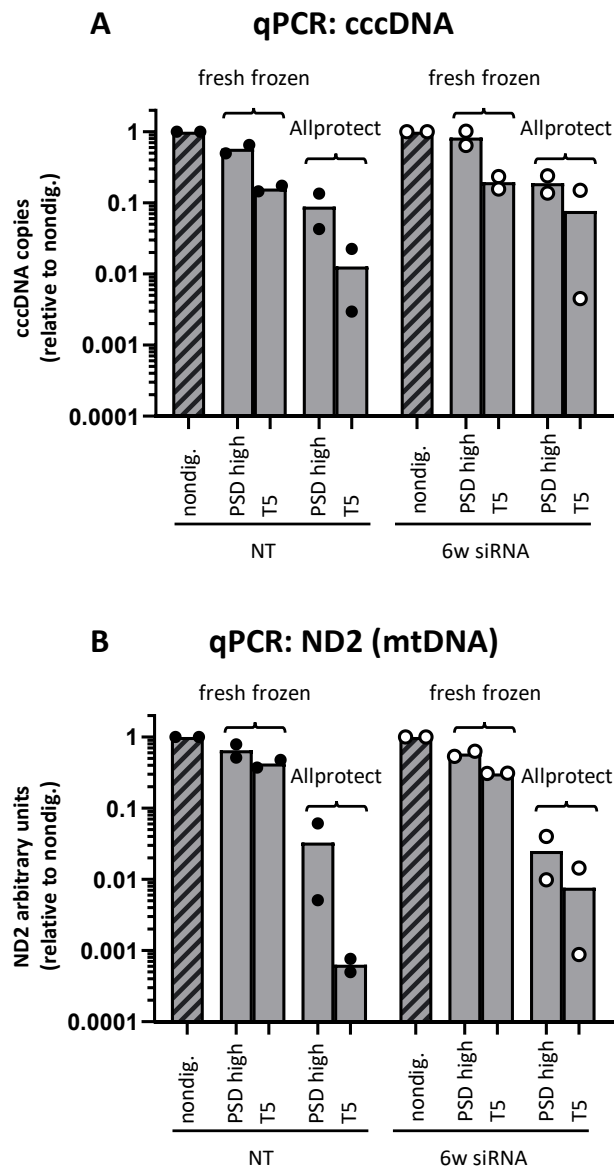 A qPCR: cccDNA
fresh frozen fresh frozen
Allprotect Allprotect
cccDNA copies
(relative to nondig.)
1
0.1
0.01
0.001
0.0001
nondig. PSD high T5 PSD high T5 nondig. PSD high T5 PSD high T5
NT 6w siRNA
B qPCR: ND2 (mtDNA)
fresh frozen fresh frozen
Allprotect Allprotect
ND2 arbitrary units
(relative to nondig.)
1
0.1
0.01
0.001
0.0001
nondig. PSD high T5 PSD high T5 nondig. PSD high T5 PSD high T5
NT 6w siRNA